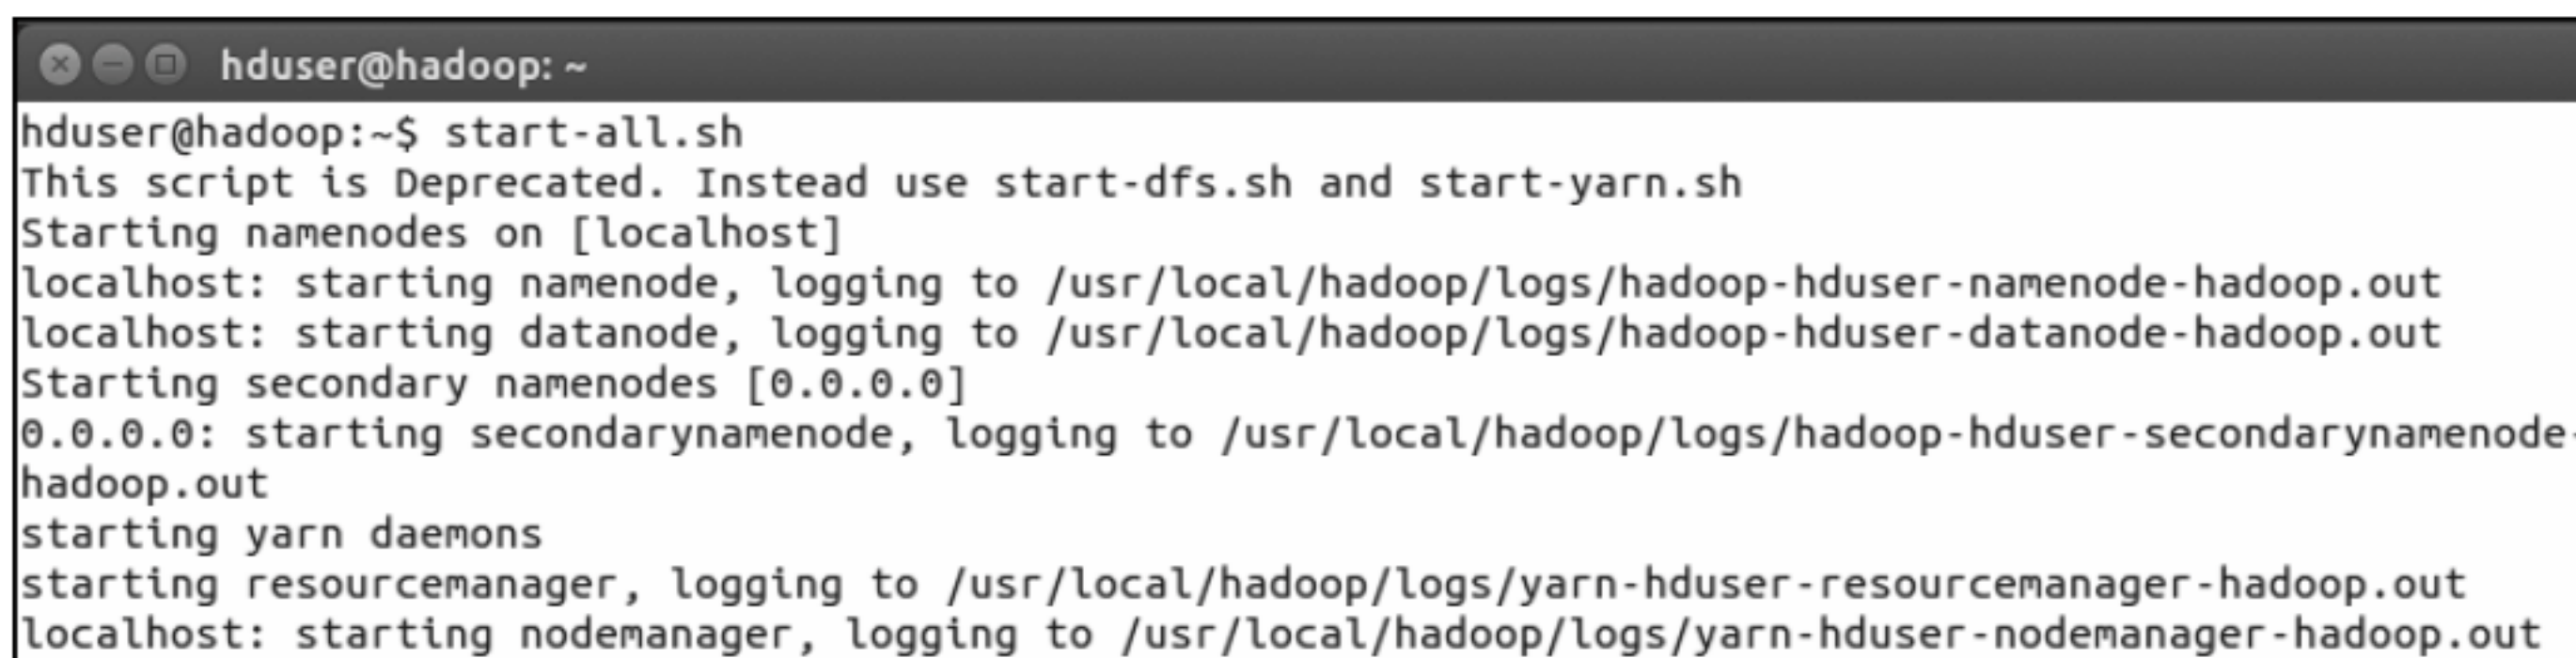 hduser@hadoop: ~
hduser@hadoop:~$ start-all.sh
This script is Deprecated. Instead use start-dfs.sh and start-yarn.sh
Starting namenodes on [localhost]
localhost: starting namenode, logging to /usr/local/hadoop/logs/hadoop-hduser-namenode-hadoop.out
localhost: starting datanode, logging to /usr/local/hadoop/logs/hadoop-hduser-datanode-hadoop.out
Starting secondary namenodes [0.0.0.0]
0.0.0.0: starting secondarynamenode, logging to /usr/local/hadoop/logs/hadoop-hduser-secondarynamenode-
hadoop.out
starting yarn daemons
starting resourcemanager, logging to /usr/local/hadoop/logs/yarn-hduser-resourcemanager-hadoop.out
localhost: starting nodemanager, logging to /usr/local/hadoop/logs/yarn-hduser-nodemanager-hadoop.out